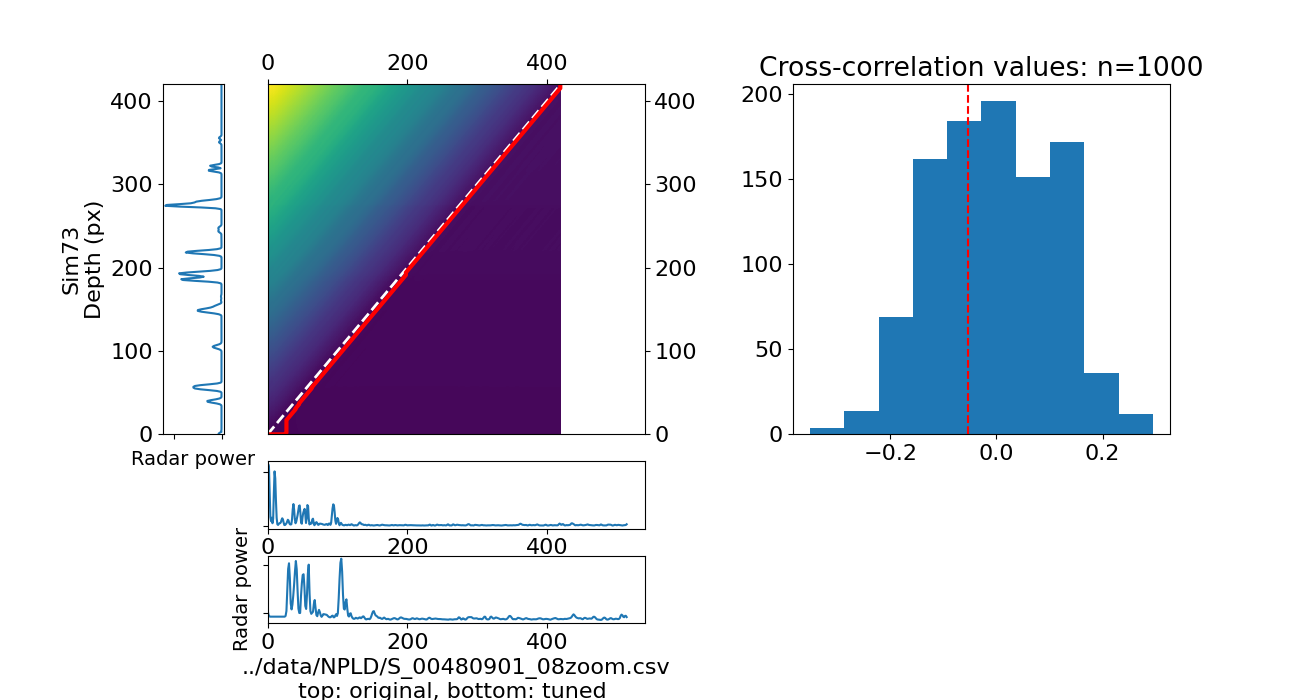 0 200 400
Cross-correlation values: n=1000
400
300
200
100
0
Sim73
Depth (px)
Radar power
400
300
200
100
0
200
150
100
50
0
−0.2 0.0 0.2
0 200 400
Radar power
0 200 400
../data/NPLD/S_00480901_08zoom.csv
top: original, bottom: tuned